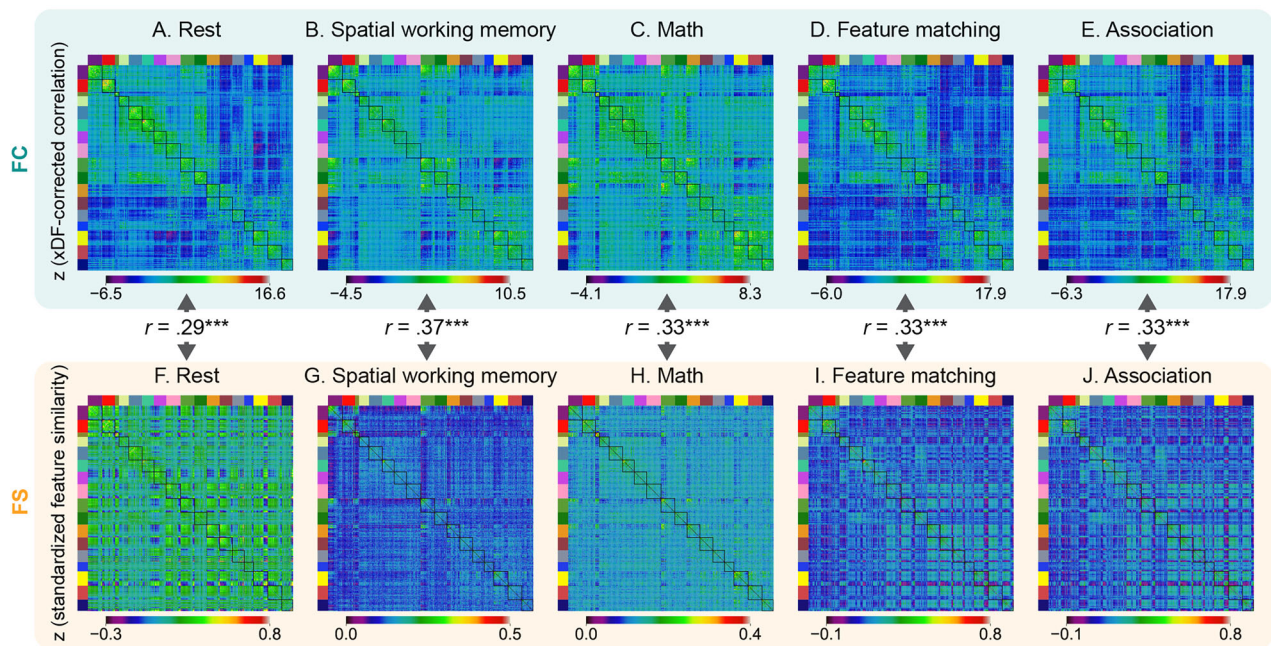 A. Rest
B. Spatial working memory
C. Math
D. Feature matching
E. Association
FC
z (xDF-corrected correlation)
−6.5 16.6
−4.5 10.5
−4.1 8.3
−6.0 17.9
−6.3 17.9
r = .29***
r = .37***
r = .33***
r = .33***
r = .33***
F. Rest
G. Spatial working memory
H. Math
I. Feature matching
J. Association
FS
z (standardized feature similarity)
−0.3 0.8
0.0 0.5
0.0 0.4
−0.1 0.8
−0.1 0.8